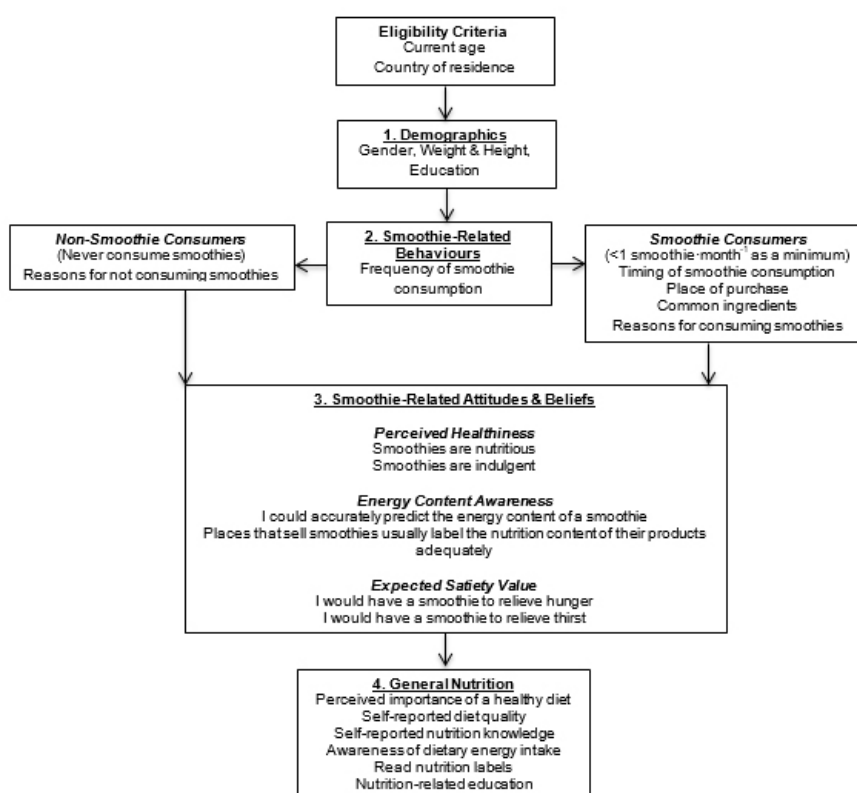 Eligibility Criteria
Current age
Country of residence
1. Demographics
Gender, Weight & Height,
Education
Non-Smoothie Consumers
(Never consume smoothies)
Reasons for not consuming smoothies
2. Smoothie-Related
Behaviours
Frequency of smoothie
consumption
Smoothie Consumers
(<1 smoothie·month⁻¹ as a minimum)
Timing of smoothie consumption
Place of purchase
Common ingredients
Reasons for consuming smoothies
3. Smoothie-Related Attitudes & Beliefs
Perceived Healthiness
Smoothies are nutritious
Smoothies are indulgent
Energy Content Awareness
I could accurately predict the energy content of a smoothie
Places that sell smoothies usually label the nutrition content of their products
adequately
Expected Satiety Value
I would have a smoothie to relieve hunger
I would have a smoothie to relieve thirst
4. General Nutrition
Perceived importance of a healthy diet
Self-reported diet quality
Self-reported nutrition knowledge
Awareness of dietary energy intake
Read nutrition labels
Nutrition-related education